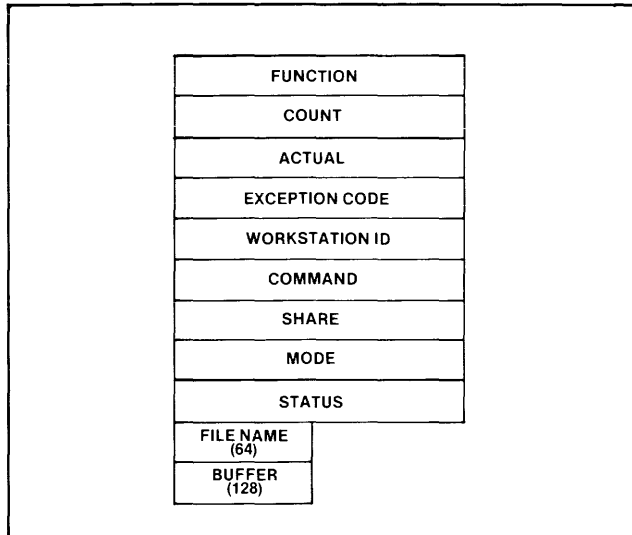 FUNCTION
COUNT
ACTUAL
EXCEPTION CODE
WORKSTATION ID
COMMAND
SHARE
MODE
STATUS
FILE NAME
(64)
BUFFER
(128)